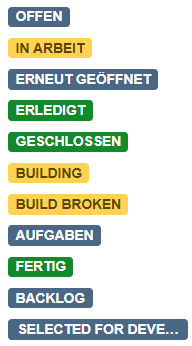 OFFEN
IN ARBEIT
ERNEUT GEÖFFNET
ERLEDIGT
GESCHLOSSEN
BUILDING
BUILD BROKEN
AUFGABEN
FERTIG
BACKLOG
SELECTED FOR DEVE...